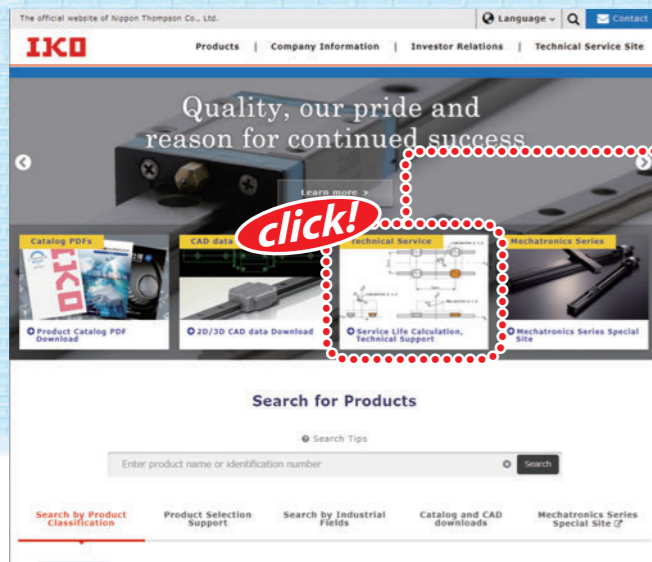 The official website of Nippon Thompson Co., Ltd.
Language
Contact
IKO
Products | Company Information | Investor Relations | Technical Service Site
Quality, our pride and
reason for continued success
Learn more >
click!
Catalog PDFs
CAD data
Technical Service
Mechatronics Series
IKO
Product Catalog PDF
Download
2D/3D CAD data Download
Service Life Calculation,
Technical Support
Mechatronics Series Special
Site
Search for Products
Search Tips
Enter product name or identification number
Search
Search by Product
Classification
Product Selection
Support
Search by Industrial
Fields
Catalog and CAD
downloads
Mechatronics Series
Special Site